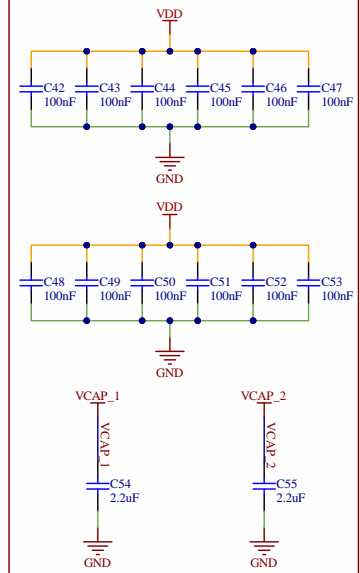 VDD
C42 C43 C44 C45 C46 C47
100nF 100nF 100nF 100nF 100nF 100nF
GND
VDD
C48 C49 C50 C51 C52 C53
100nF 100nF 100nF 100nF 100nF 100nF
GND
VCAP_1 VCAP_2
VCAP_1 VCAP_2
C54 C55
2.2uF 2.2uF
GND GND